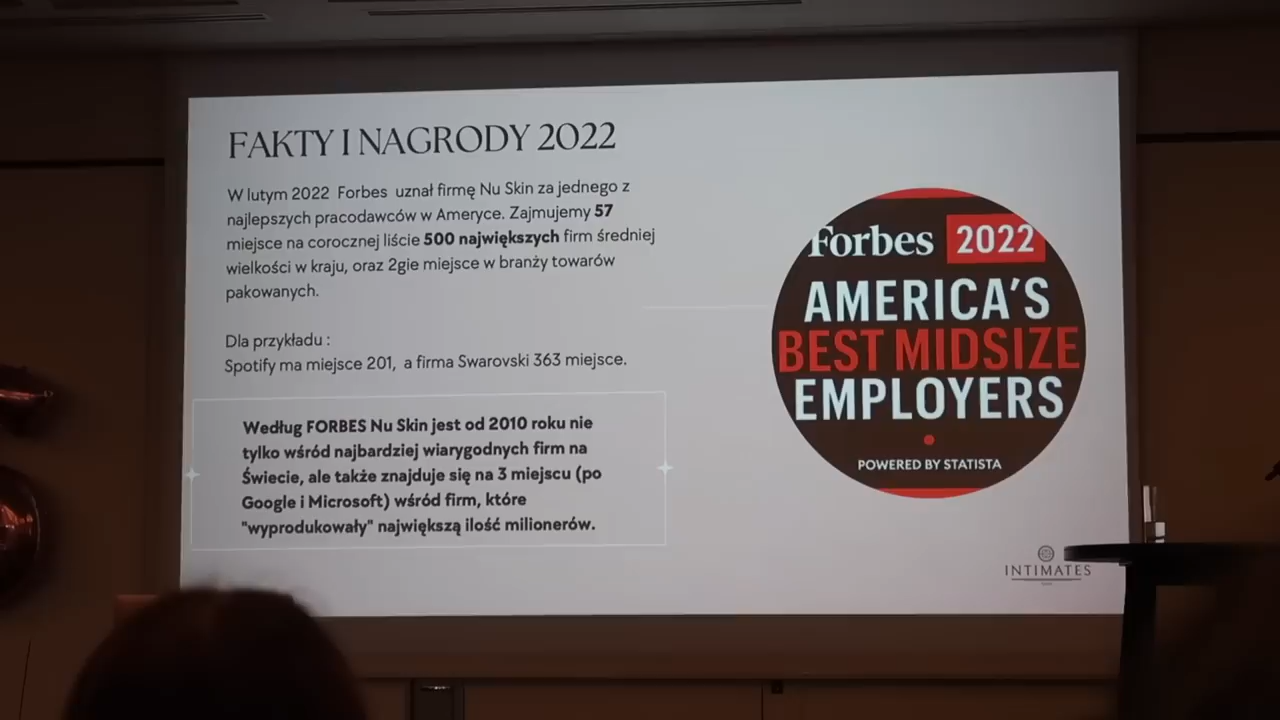 FAKTY I NAGRODY 2022
W lutym 2022 Forbes uznał firmę Nu Skin za jednego z
najlepszych pracodawców w Ameryce. Zajmujemy 57
miejsce na corocznej liście 500 największych firm średniej
wielkości w kraju, oraz 2gie miejsce w branży towarów
pakowanych.
Dla przykładu :
Spotify ma miejsce 201, a firma Swarovski 363 miejsce.
Według FORBES Nu Skin jest od 2010 roku nie
tylko wśród najbardziej wiarygodnych firm na
Świecie, ale także znajduje się na 3 miejscu (po
Google i Microsoft) wśród firm, które
"wyprodukowały" największą ilość milionerów.
Forbes 2022
AMERICA'S
BEST MIDSIZE
EMPLOYERS
POWERED BY STATISTA
INTIMATES